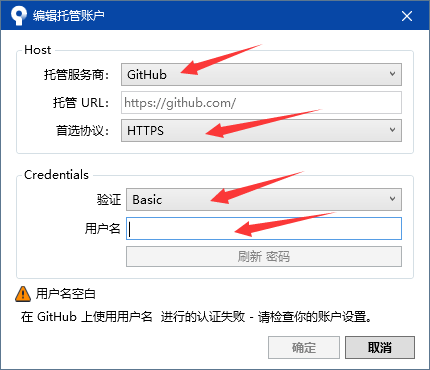 编辑托管账户
Host
托管服务商： GitHub
托管 URL： https://github.com/
首选协议： HTTPS
Credentials
验证 Basic
用户名
刷新 密码
用户名空白
在 GitHub 上使用用户名  进行的认证失败 - 请检查你的账户设置。
确定 取消